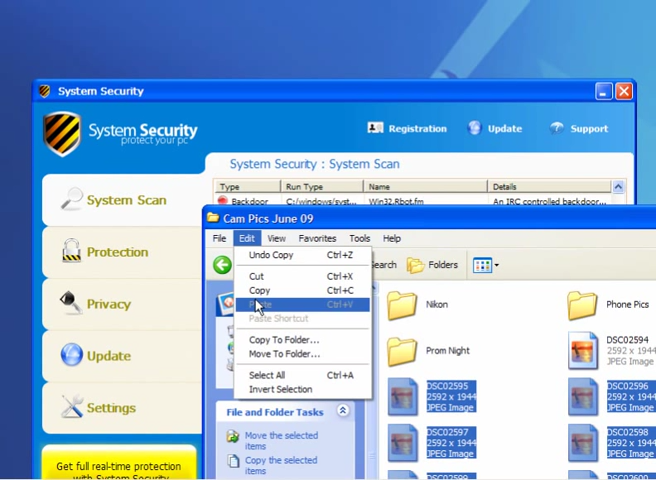 System Security
System Security
protect your pc
Registration
Update
Support
System Security : System Scan
System Scan
Type
Run Type
Name
Details
Backdoor
C:/windows/syst...
Win32.Rbot.fm
An IRC controlled backdoor...
Cam Pics June 09
File Edit View Favorites Tools Help
Protection
Undo Copy Ctrl+Z
Search
Folders
Cut Ctrl+X
Copy Ctrl+C
Privacy
Ctrl+V
Paste Shortcut
Nikon
Phone Pics
Copy To Folder...
Move To Folder...
Prom Night
DSC02594
2592 x 1944
JPEG Image
Update
Select All Ctrl+A
Invert Selection
DSC02595
2592 x 1944
JPEG Image
DSC02596
2592 x 1944
JPEG Image
Settings
File and Folder Tasks
Move the selected
items
Copy the selected
items
DSC02597
2592 x 1944
JPEG Image
DSC02598
2592 x 1944
JPEG Image
Get full real-time protection
with System Security
DSC02599
DSC02600